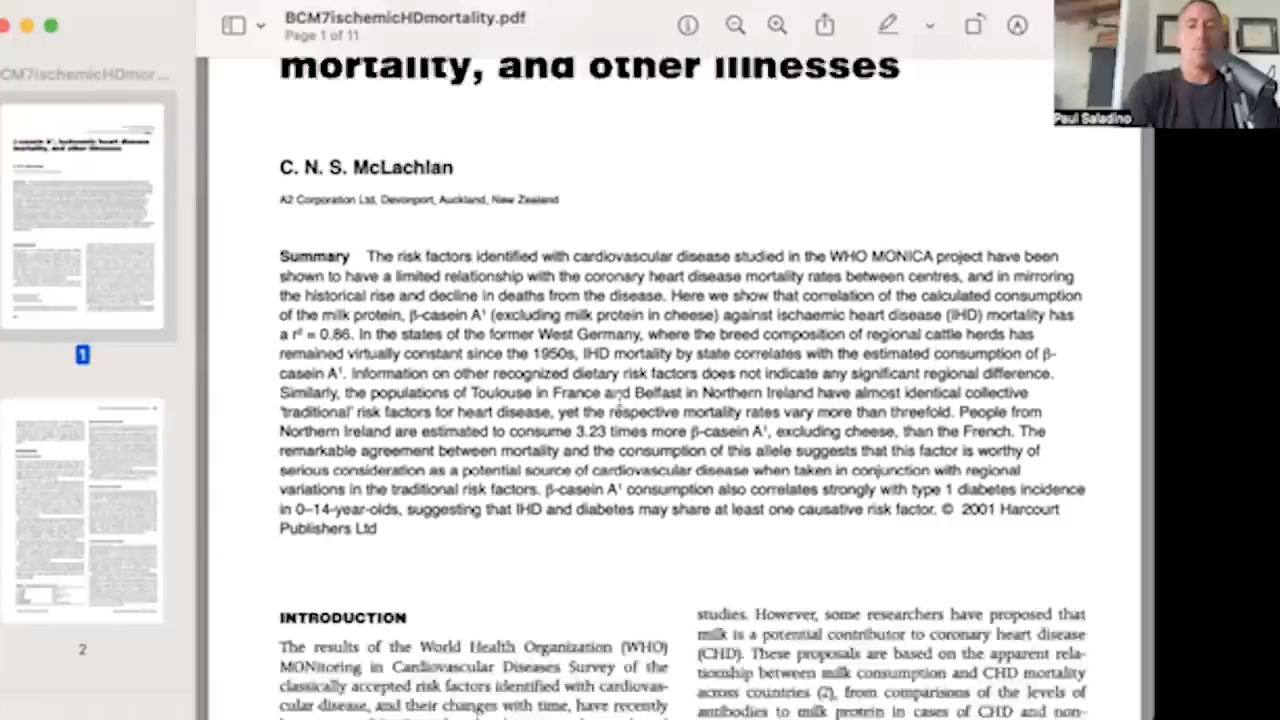 BCM7ischemicHDmortality.pdf
Page 1 of 11
CM7ischemicHDmor...
mortality, and other illnesses
Paul Saladino
C. N. S. McLachlan
A2 Corporation Ltd, Devonport, Auckland, New Zealand
Summary The risk factors identified with cardiovascular disease studied in the WHO MONICA project have been
shown to have a limited relationship with the coronary heart disease mortality rates between centres, and in mirroring
the historical rise and decline in deaths from the disease. Here we show that correlation of the calculated consumption
of the milk protein, β-casein A¹ (excluding milk protein in cheese) against ischaemic heart disease (IHD) mortality has
a r² = 0.86. In the states of the former West Germany, where the breed composition of regional cattle herds has
remained virtually constant since the 1950s, IHD mortality by state correlates with the estimated consumption of β-
casein A¹. Information on other recognized dietary risk factors does not indicate any significant regional difference.
Similarly, the populations of Toulouse in France and Belfast in Northern Ireland have almost identical collective
'traditional' risk factors for heart disease, yet the respective mortality rates vary more than threefold. People from
Northern Ireland are estimated to consume 3.23 times more β-casein A¹, excluding cheese, than the French. The
remarkable agreement between mortality and the consumption of this allele suggests that this factor is worthy of
serious consideration as a potential source of cardiovascular disease when taken in conjunction with regional
variations in the traditional risk factors. β-casein A¹ consumption also correlates strongly with type 1 diabetes incidence
in 0–14-year-olds, suggesting that IHD and diabetes may share at least one causative risk factor. © 2001 Harcourt
Publishers Ltd
INTRODUCTION
The results of the World Health Organization (WHO)
MONitoring in Cardiovascular Diseases Survey of the
classically accepted risk factors identified with cardiovas-
cular disease, and their changes with time, have recently
studies. However, some researchers have proposed that
milk is a potential contributor to coronary heart disease
(CHD). These proposals are based on the apparent rela-
tionship between milk consumption and CHD mortality
across countries (2), from comparisons of the levels of
antibodies to milk protein in cases of CHD and non-
1
2